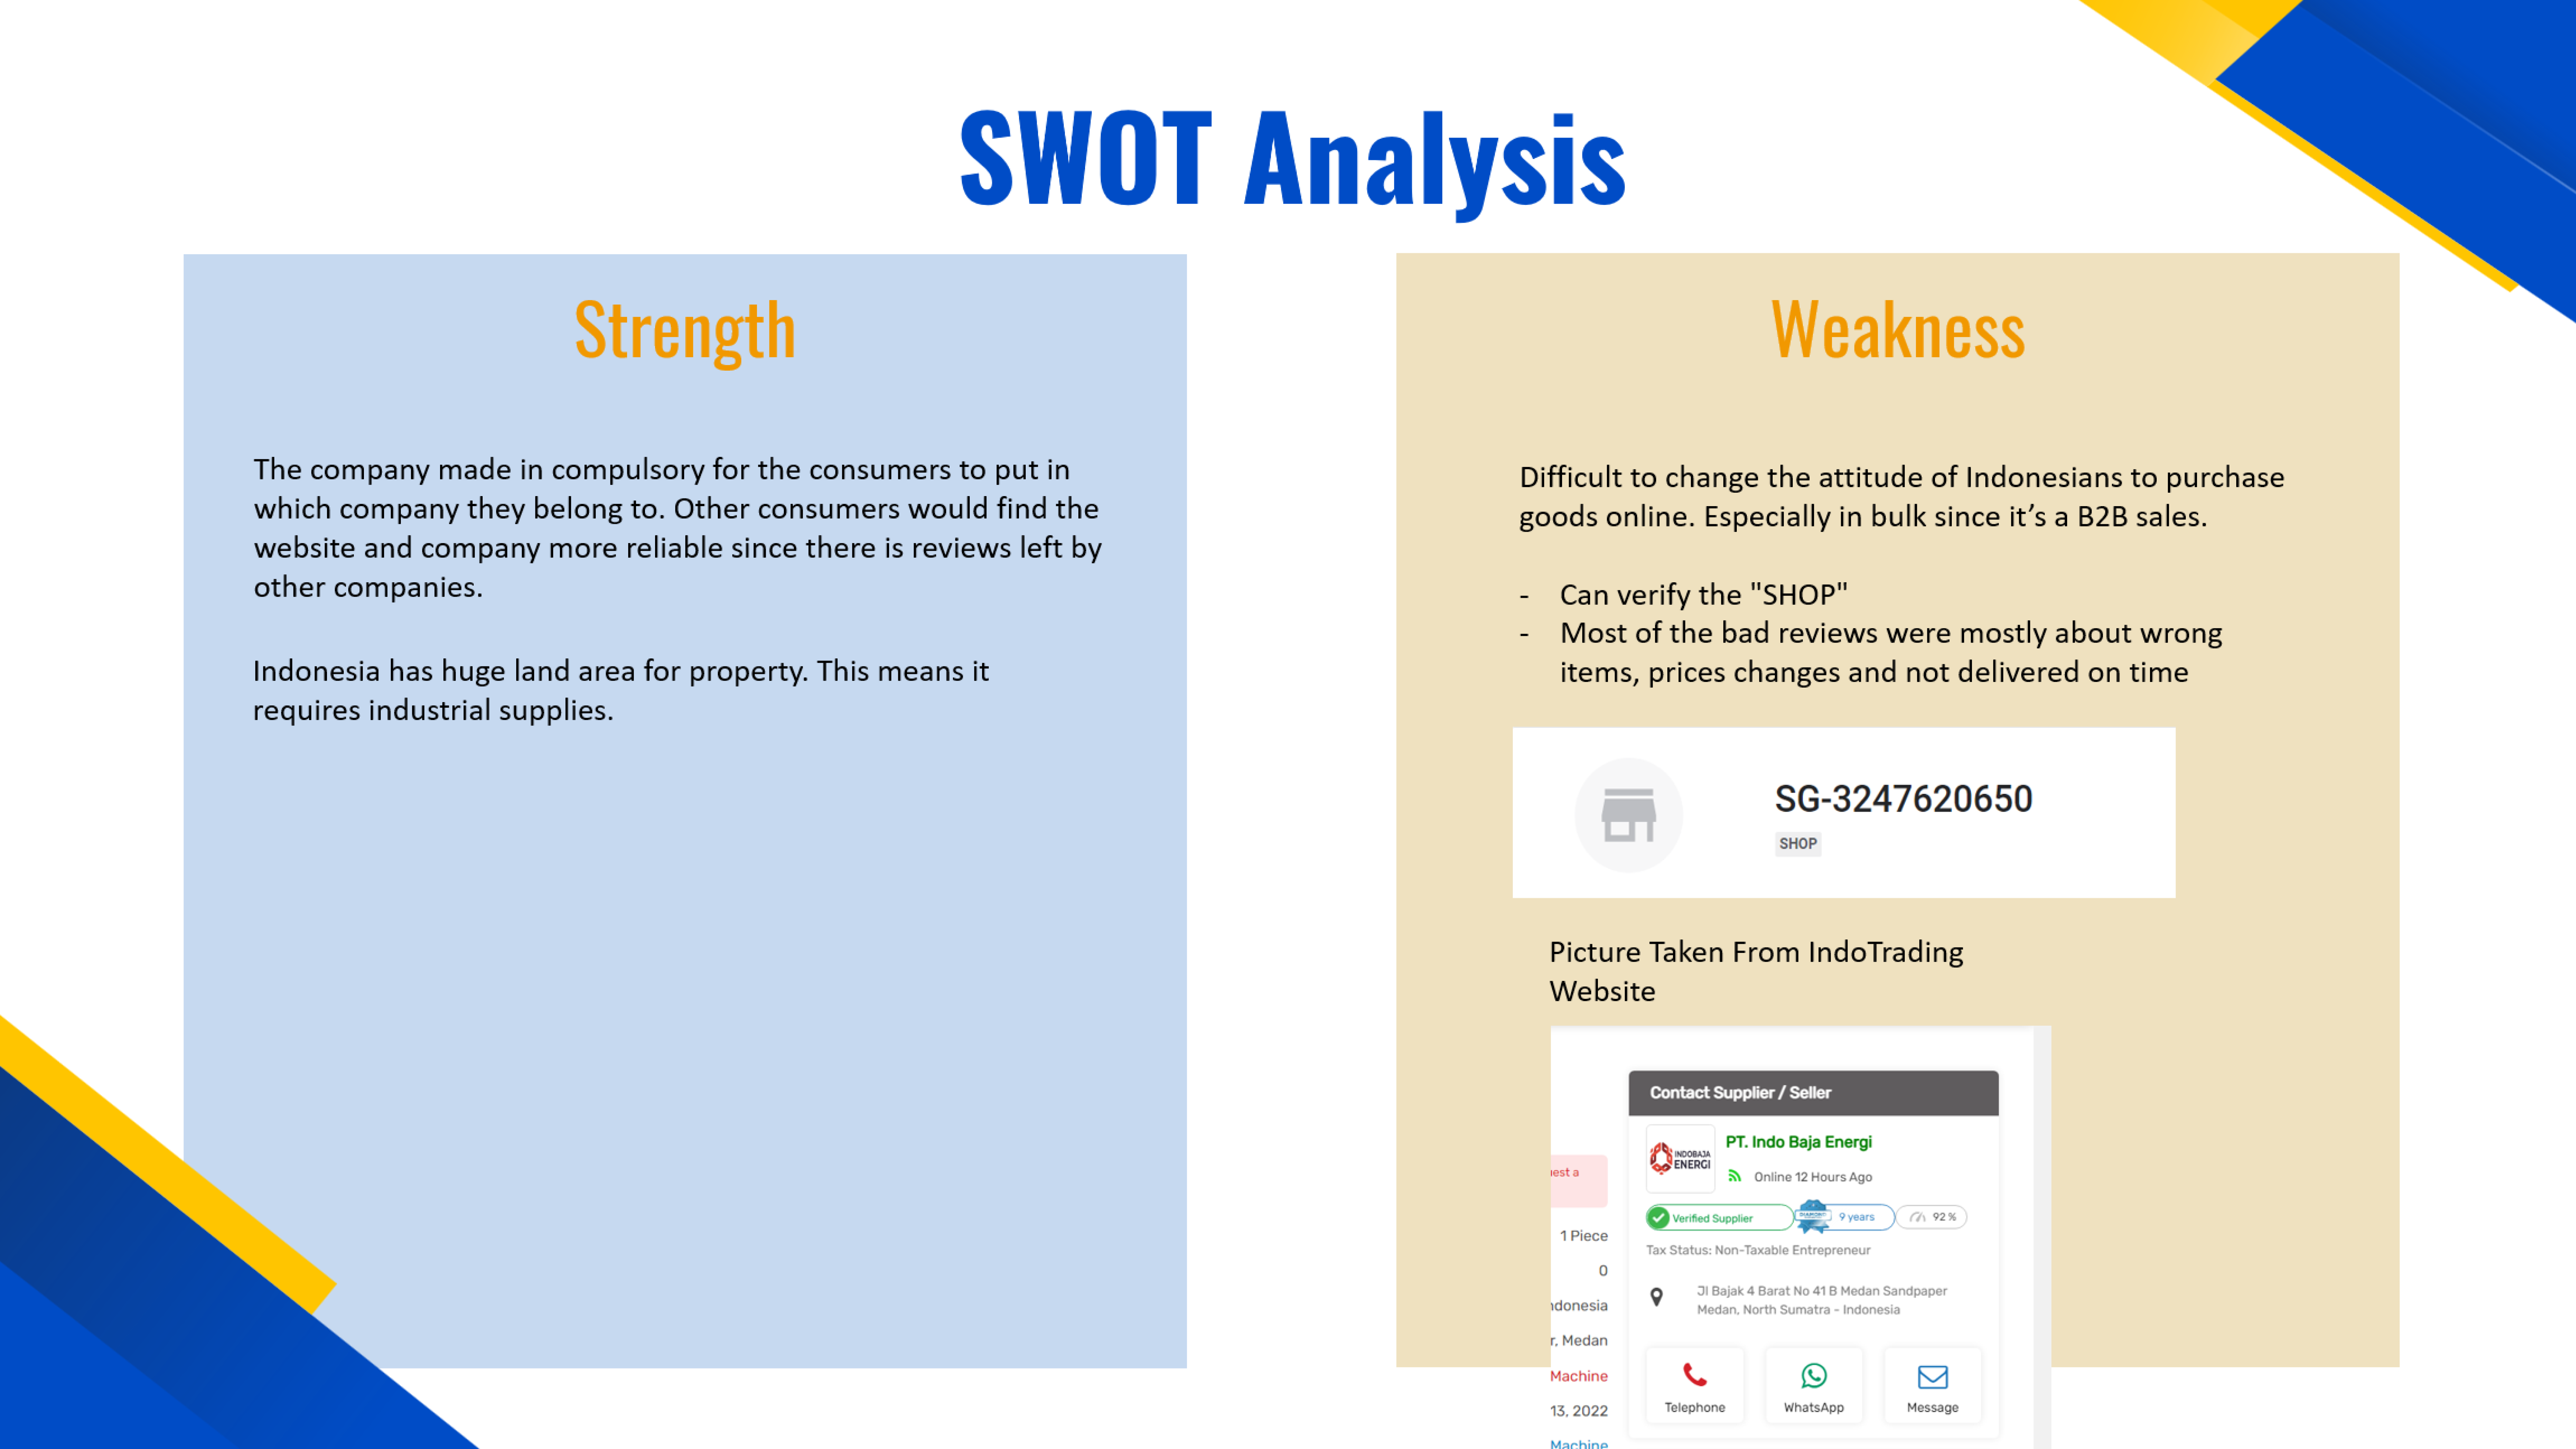 SWOT Analysis
Strength
The company made in compulsory for the consumers to put in
which company they belong to. Other consumers would find the
website and company more reliable since there is reviews left by
other companies.
Indonesia has huge land area for property. This means it
requires industrial supplies.
Weakness
Difficult to change the attitude of Indonesians to purchase
goods online. Especially in bulk since it’s a B2B sales.
- Can verify the "SHOP"
- Most of the bad reviews were mostly about wrong
items, prices changes and not delivered on time
SG-3247620650
SHOP
Picture Taken From IndoTrading
Website
Contact Supplier / Seller
INDOBAJA
ENERGI
PT. Indo Baja Energi
Online 12 Hours Ago
Verified Supplier
9 years
92 %
Tax Status: Non-Taxable Entrepreneur
Jl Bajak 4 Barat No 41 B Medan Sandpaper
Medan, North Sumatra - Indonesia
Telephone
WhatsApp
Message
est a
1 Piece
0
donesia
r, Medan
Machine
13, 2022
Machine